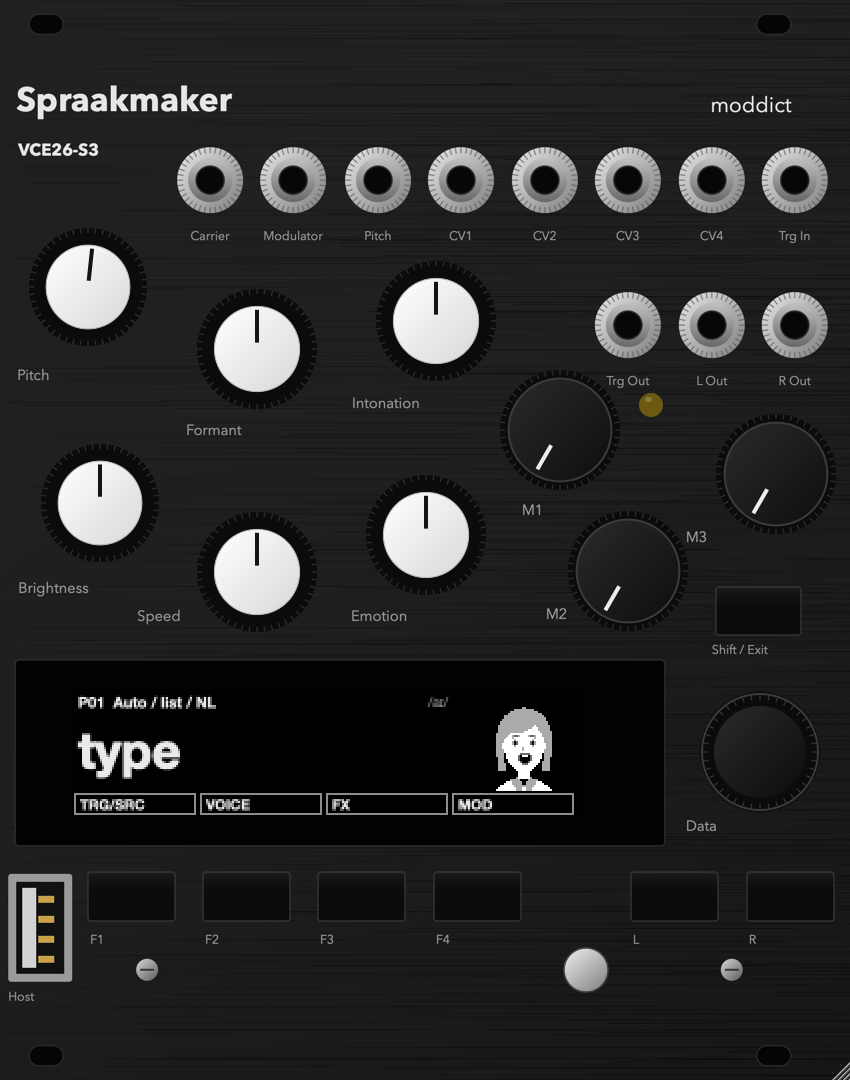 Spraakmaker
moddict
VCE26-S3
Carrier
Modulator
Pitch
CV1
CV2
CV3
CV4
Trg In
Pitch
Formant
Intonation
Trg Out
L Out
R Out
M1
M3
Brightness
Speed
Emotion
M2
Shift / Exit
P01 Auto / list / NL
type
TRG/SRC
VOICE
FX
MOD
Data
F1
F2
F3
F4
L
R
Host